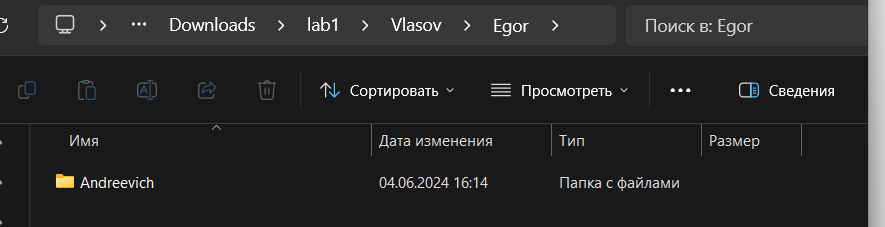 Downloads > lab1 > Vlasov > Egor > Поиск в: Egor
Сортировать Просмотреть Сведения
Имя Дата изменения Тип Размер
Andreevich 04.06.2024 16:14 Папка с файлами